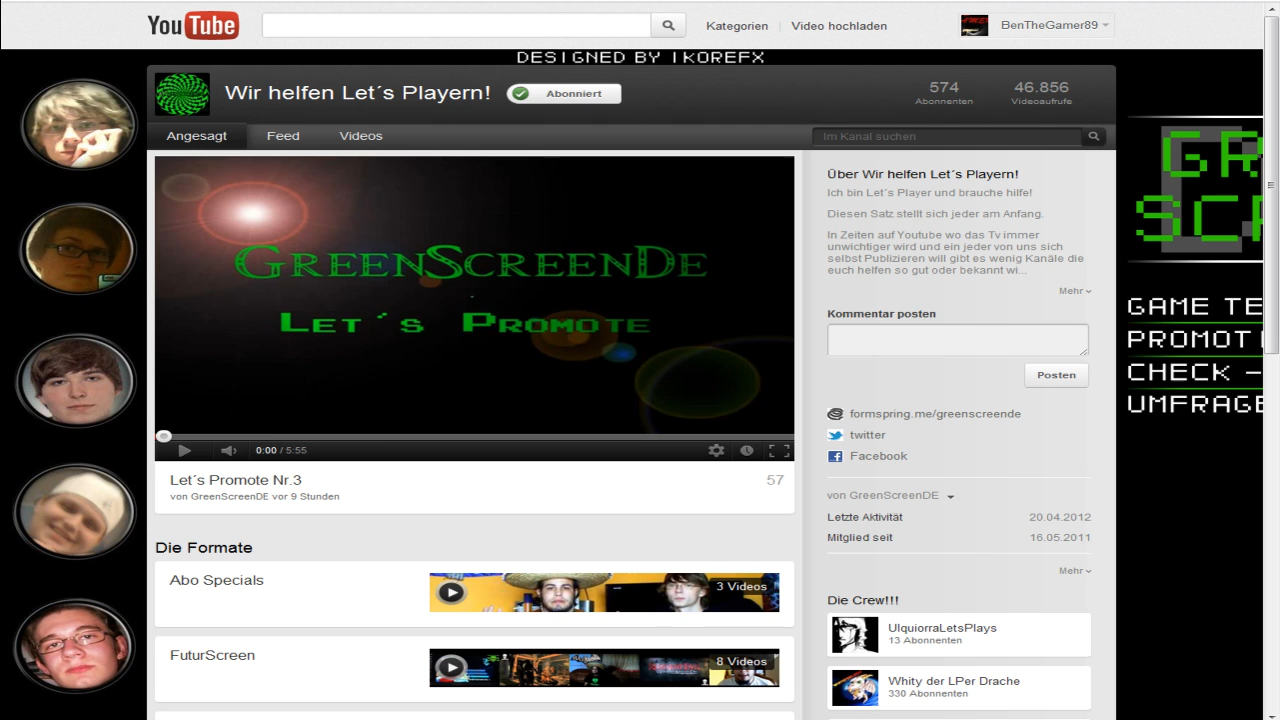 YouTube
Kategorien
Video hochladen
BenTheGamer89
DESIGNED BY IKOREFX
Wir helfen Let´s Playern!
Abonniert
574
Abonnenten
46.856
Videoaufrufe
Angesagt
Feed
Videos
Im Kanal suchen
GreenScreenDe
Let´s Promote
0:00 / 5:55
Let´s Promote Nr.3
57
von GreenScreenDE vor 9 Stunden
Die Formate
Abo Specials
3 Videos
FuturScreen
8 Videos
Über Wir helfen Let´s Playern!
Ich bin Let´s Player und brauche hilfe!
Diesen Satz stellt sich jeder am Anfang.
In Zeiten auf Youtube wo das Tv immer
unwichtiger wird und ein jeder von uns sich
selbst Publizieren will gibt es wenig Kanäle die
euch helfen so gut oder bekannt wi...
Mehr
Kommentar posten
Posten
formspring.me/greenscreende
twitter
Facebook
von GreenScreenDE
Letzte Aktivität
20.04.2012
Mitglied seit
16.05.2011
Mehr
Die Crew!!!
UlquiorraLetsPlays
13 Abonnenten
Whity der LPer Drache
330 Abonnenten
GR
SCR
GAME TE
PROMOT
CHECK –
UMFRAGE